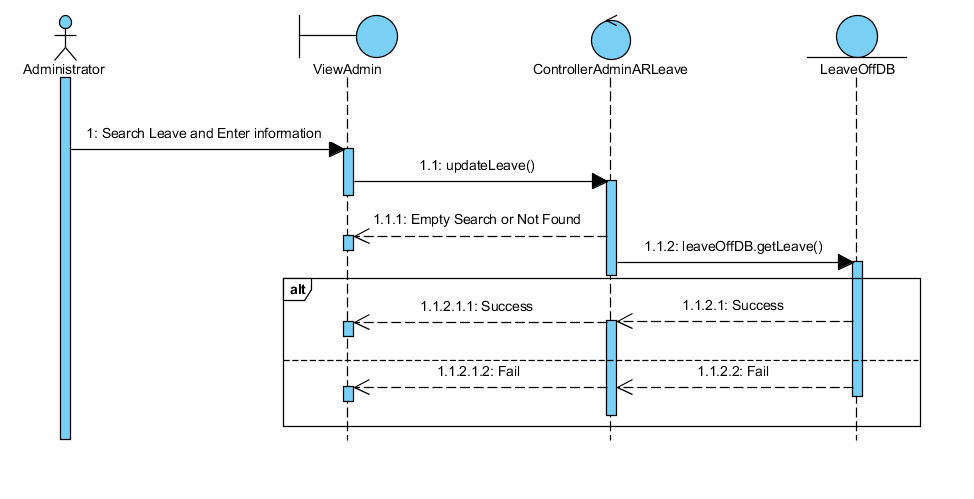 Administrator
ViewAdmin
ControllerAdminARLeave
LeaveOffDB
1: Search Leave and Enter information
1.1: updateLeave()
1.1.1: Empty Search or Not Found
1.1.2: leaveOffDB.getLeave()
alt
1.1.2.1.1: Success
1.1.2.1: Success
1.1.2.1.2: Fail
1.1.2.2: Fail